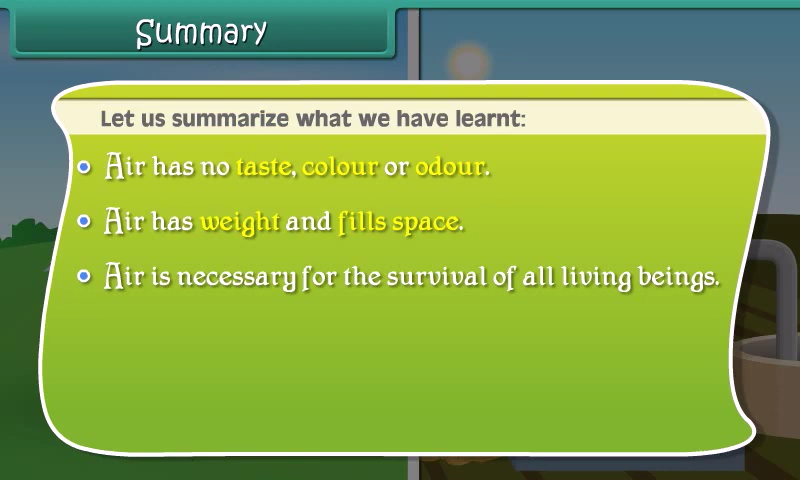 Summary
Let us summarize what we have learnt:
Air has no taste, colour or odour.
Air has weight and fills space.
Air is necessary for the survival of all living beings.